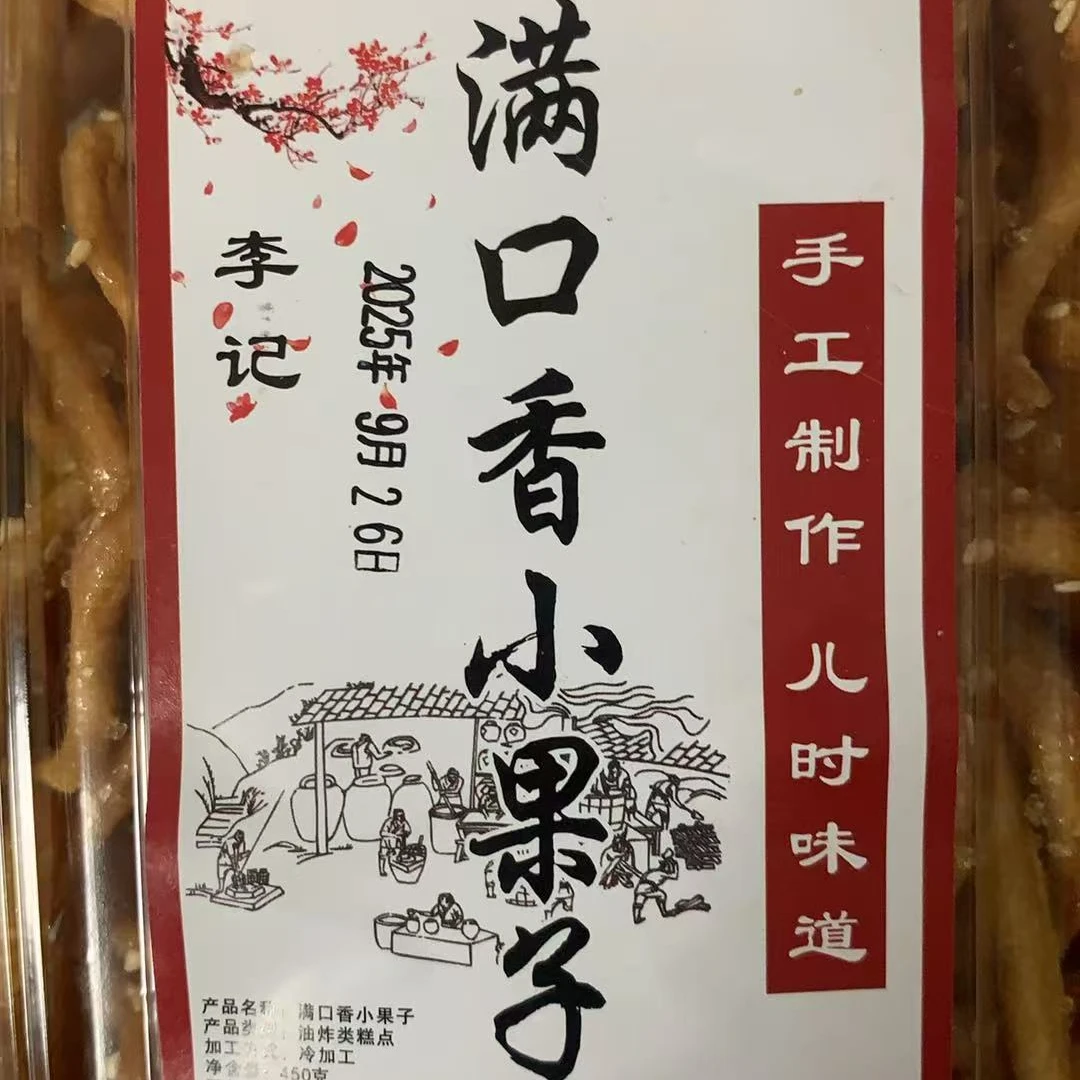 满口香小果子
手工制作 儿时味道
李记
2025年9月26日
产品名称：满口香小果子
产品类别：油炸类糕点
加工方式：冷加工
净含量：450克